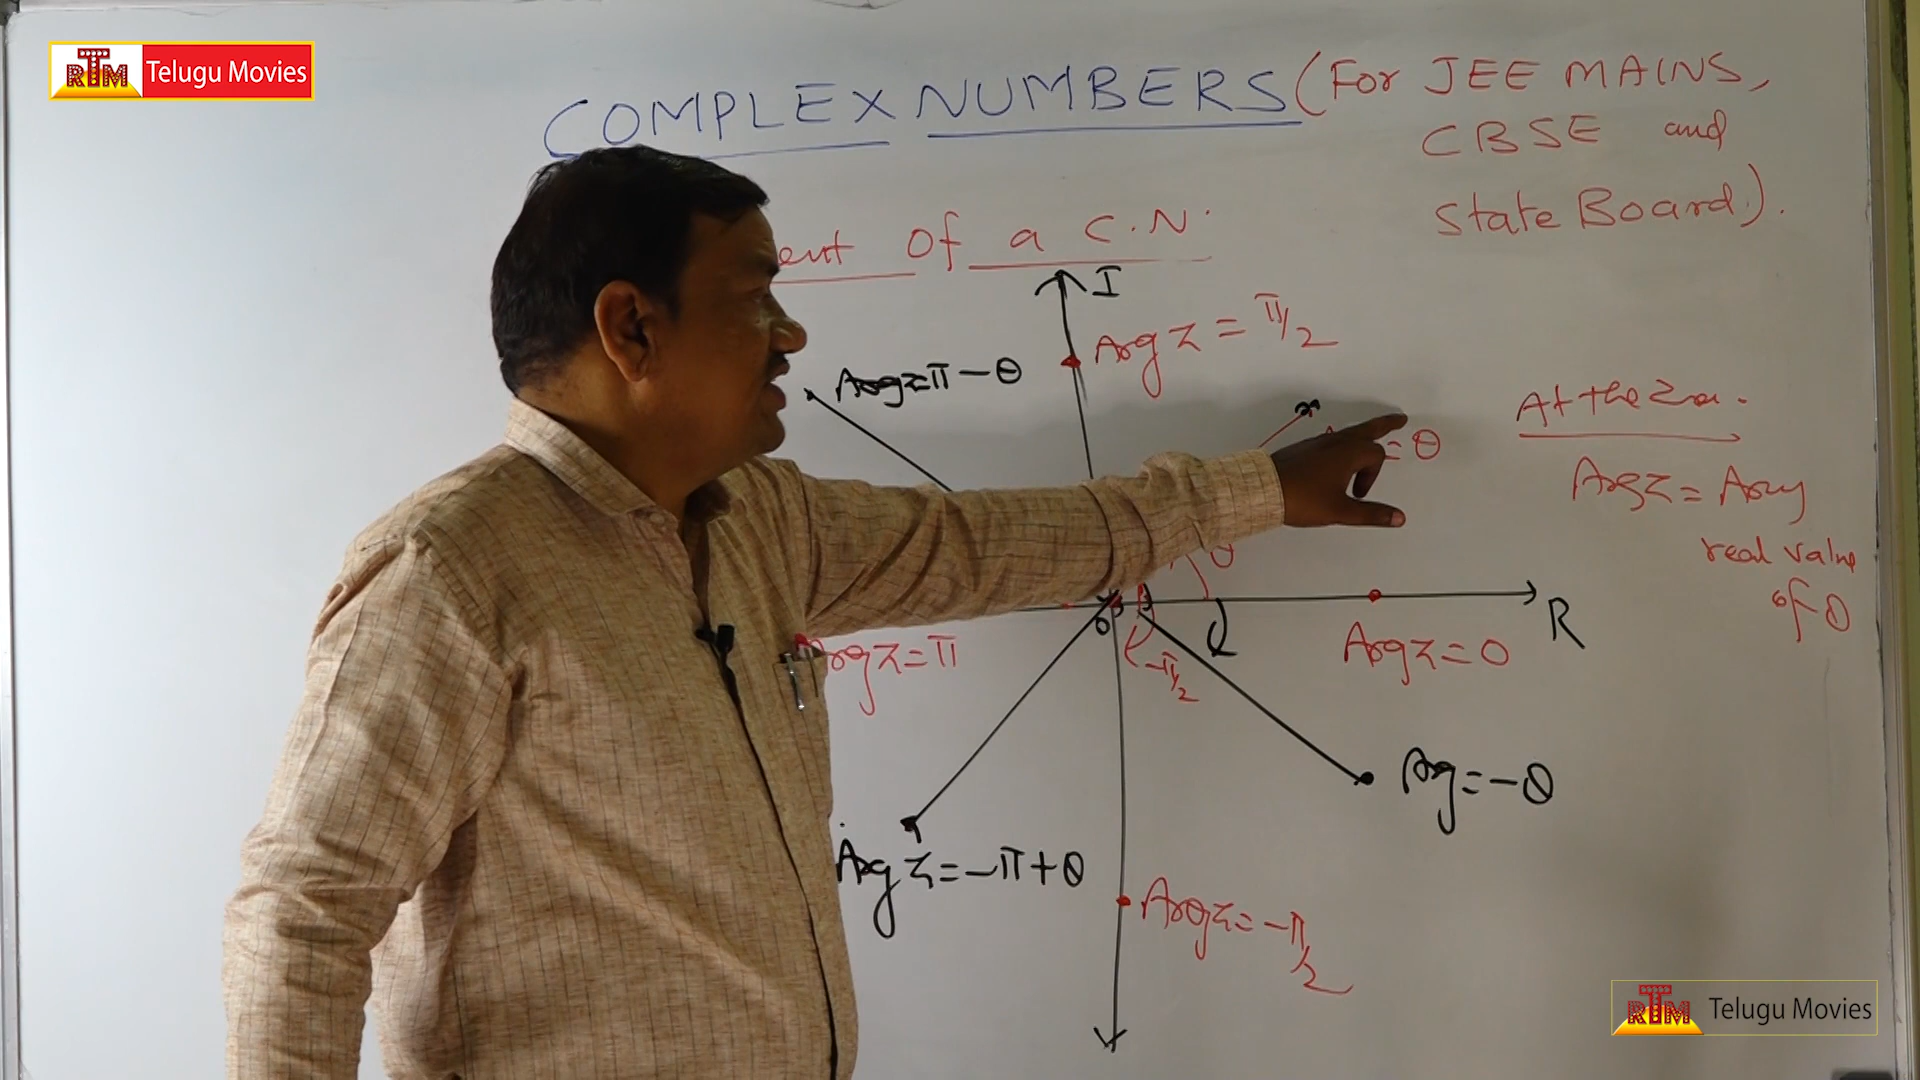 RTM Telugu Movies
COMPLEX NUMBERS (For JEE MAINS,
CBSE and
State Board).
ent of a C.N.
I
Arg z = π/2
Arg z = π - θ
= θ
At the
Arg z = Any
real value
of θ
θ
R
Arg z = π
0
-π/2
Arg z = 0
Arg = -θ
Arg z = -π + θ
Arg z = -π/2
RTM Telugu Movies